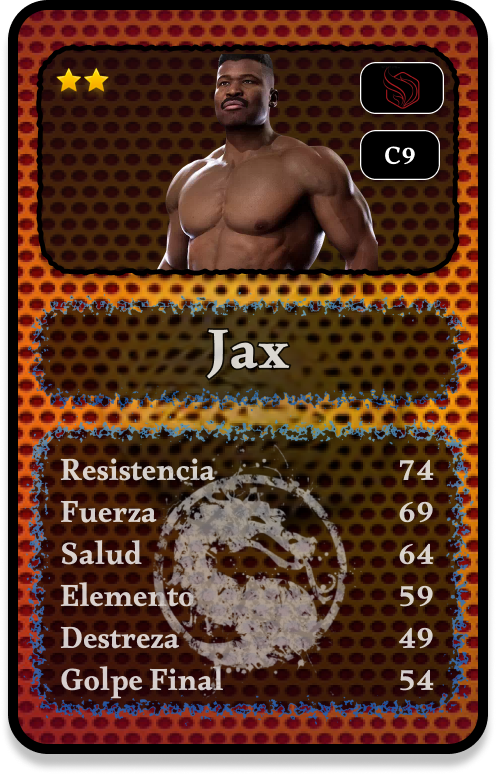 C9
Jax
Resistencia 74
Fuerza 69
Salud 64
Elemento 59
Destreza 49
Golpe Final 54